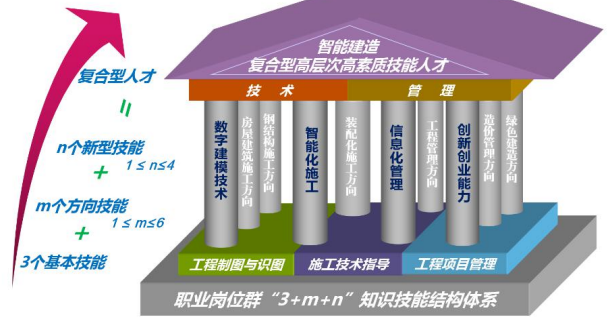 智能建造
复合型高层次高素质技能人才
技 术
管 理
复合型人才
=
n个新型技能
1≤n≤4
+
m个方向技能
1≤m≤6
+
3个基本技能
数字建模技术
房屋建筑施工方向
钢结构施工方向
智能化施工
装配化施工方向
信息化管理
工程管理方向
创新创业能力
造价管理方向
绿色建造方向
工程制图与识图
施工技术指导
工程项目管理
职业岗位群“3+m+n”知识技能结构体系